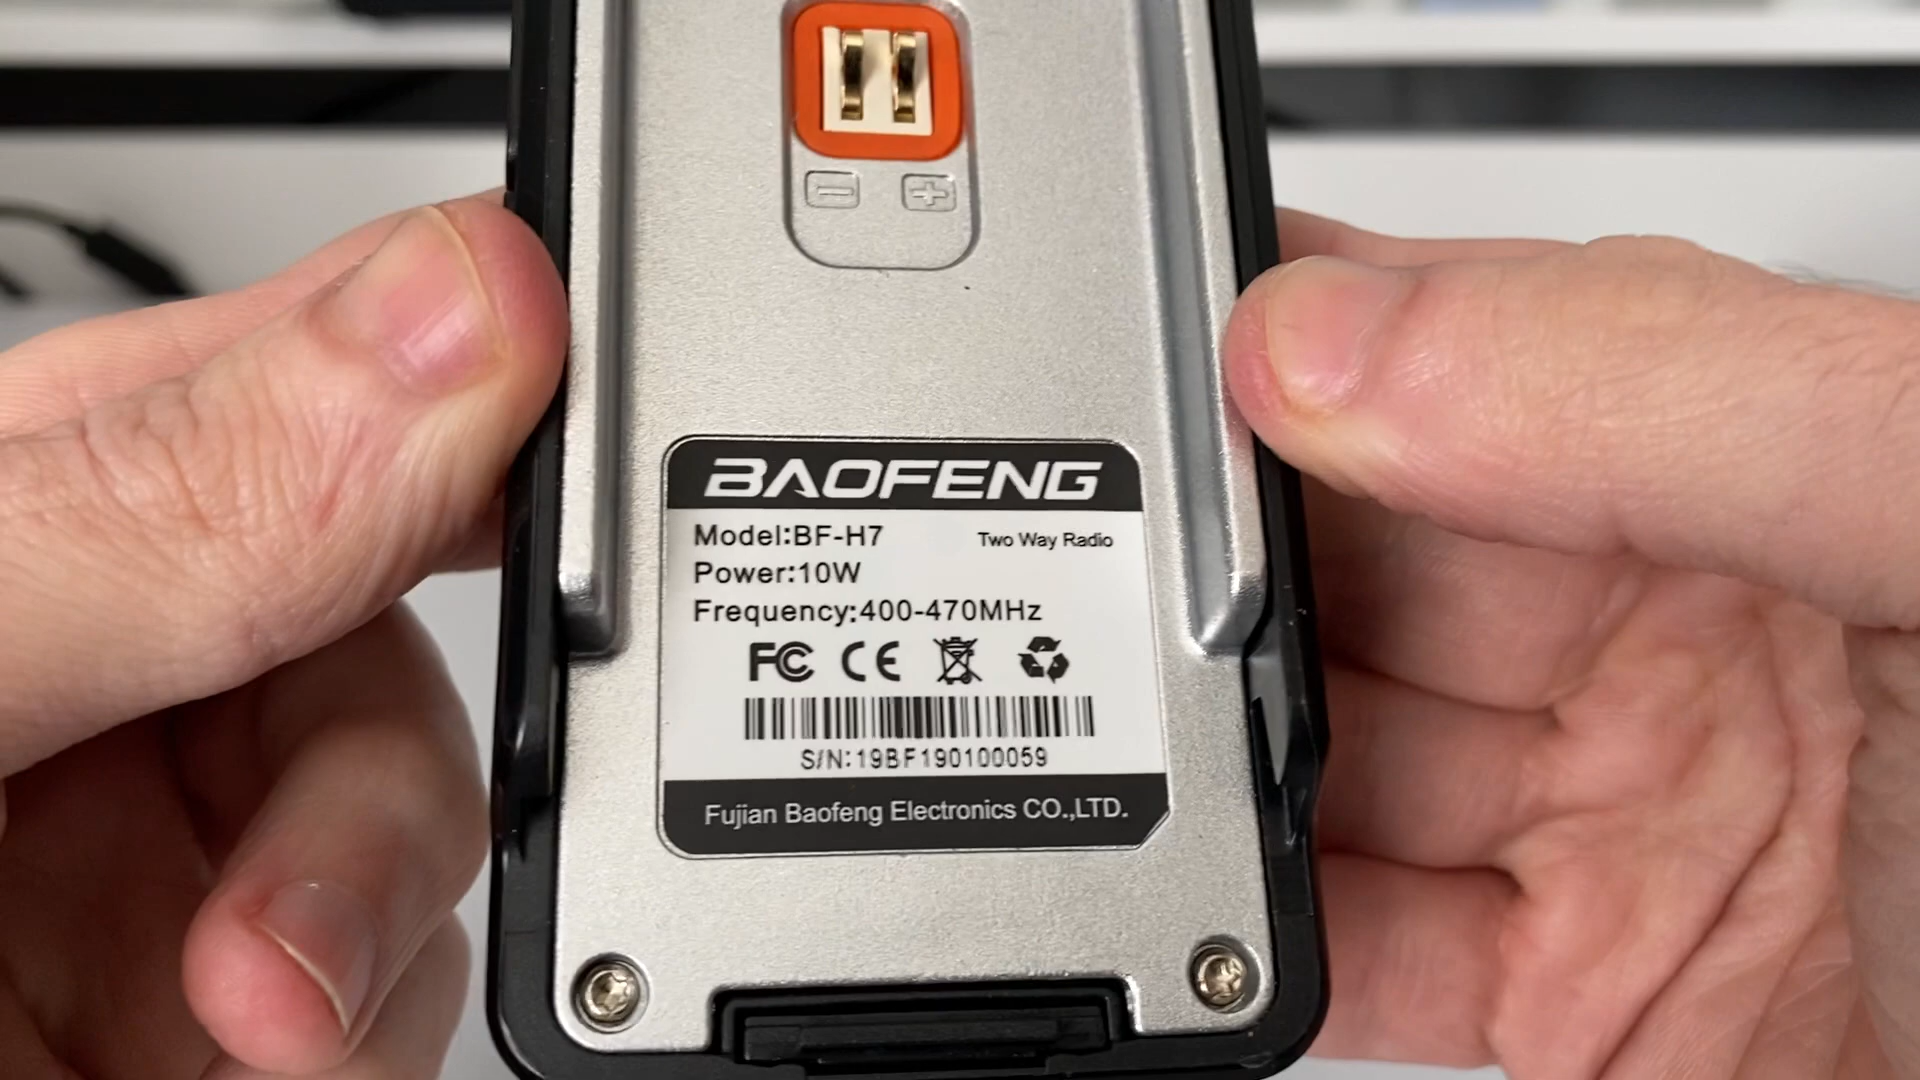 BAOFENG
Model:BF-H7
Two Way Radio
Power:10W
Frequency:400-470MHz
FC CE
S/N:19BF190100059
Fujian Baofeng Electronics CO.,LTD.